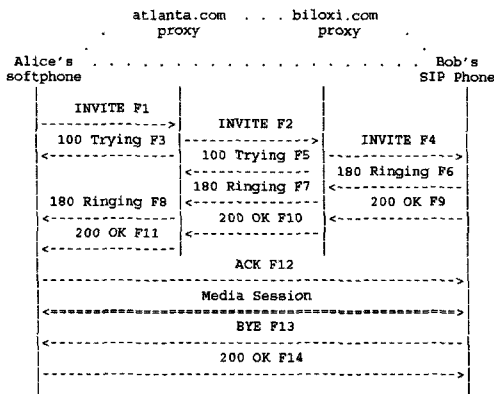 atlanta.com . . . biloxi.com
. proxy proxy .
. .
Alice's . . . . . . . . . . . . . . . . . . . . Bob's
softphone SIP Phone
INVITE F1
INVITE F2
100 Trying F3
INVITE F4
100 Trying F5
180 Ringing F6
180 Ringing F7
180 Ringing F8
200 OK F9
200 OK F10
200 OK F11
ACK F12
Media Session
BYE F13
200 OK F14